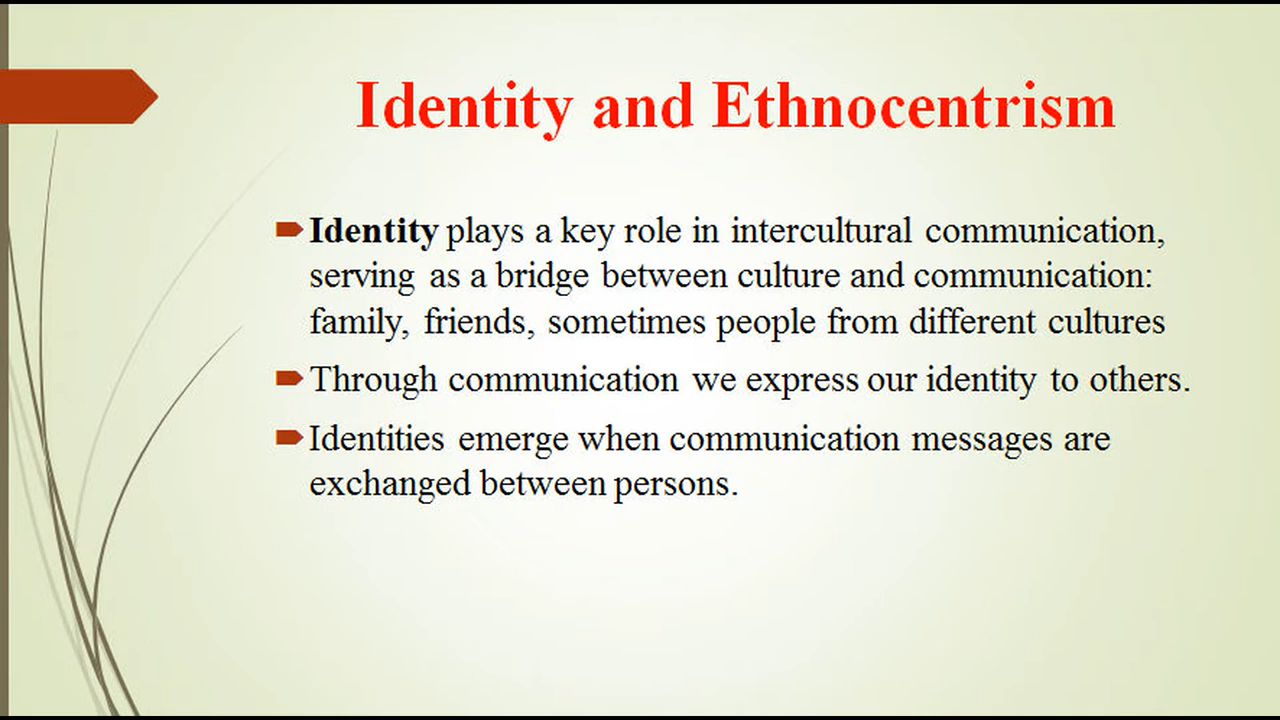 Identity and Ethnocentrism
Identity plays a key role in intercultural communication,
serving as a bridge between culture and communication:
family, friends, sometimes people from different cultures
Through communication we express our identity to others.
Identities emerge when communication messages are
exchanged between persons.